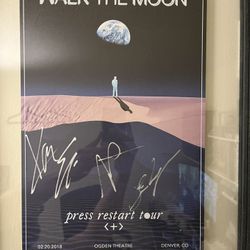 WALK THE MOON
press restart tour
<+>
02.20.2018 OGDEN THEATRE DENVER, CO